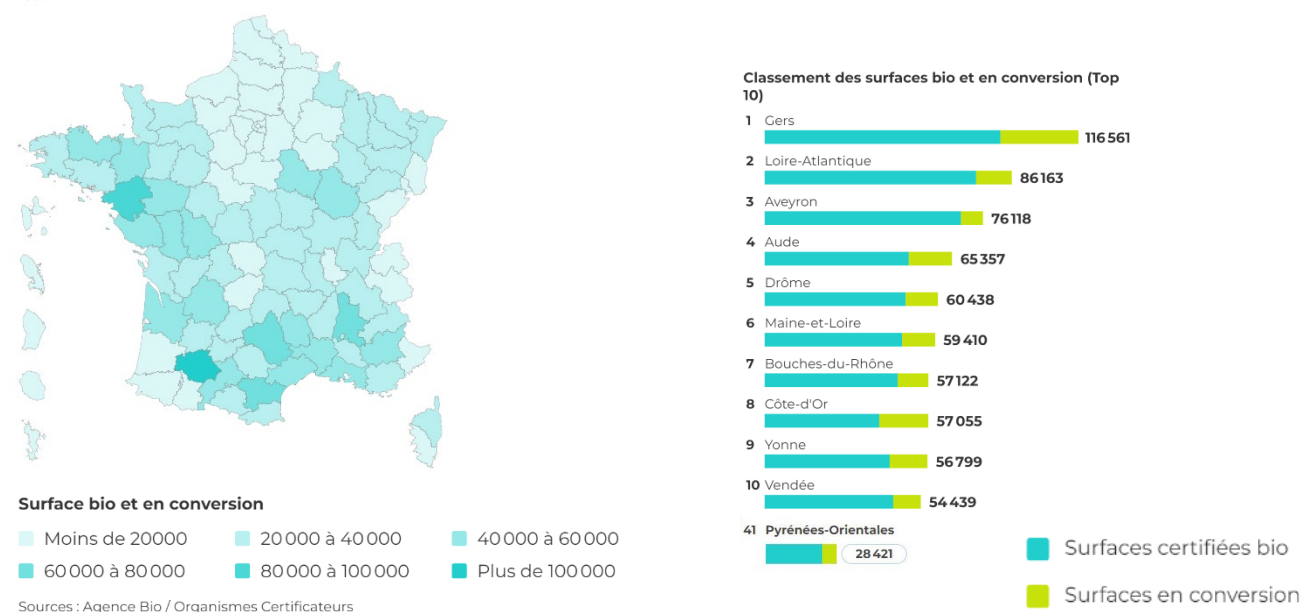 Surface bio et en conversion
Moins de 20000
20 000 à 40 000
40 000 à 60 000
60 000 à 80 000
80 000 à 100 000
Plus de 100 000
Sources : Agence Bio / Organismes Certificateurs
Classement des surfaces bio et en conversion (Top
10)
1 Gers
116 561
2 Loire-Atlantique
86 163
3 Aveyron
76 118
4 Aude
65 357
5 Drôme
60 438
6 Maine-et-Loire
59 410
7 Bouches-du-Rhône
57 122
8 Côte-d'Or
57 055
9 Yonne
56 799
10 Vendée
54 439
41 Pyrénées-Orientales
28 421
Surfaces certifiées bio
Surfaces en conversion